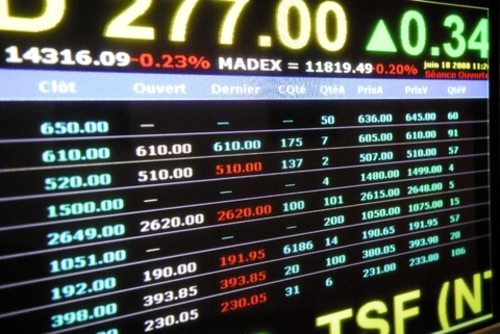 D 277.00 ▲0.34
14316.09 -0.23% MADEX = 11819.49 -0.20% juin 18 2008
Séance Ouverte
Clôt Ouvert Dernier CQté QtéA PrixA PrixV QtéV
650.00 — — 50 636.00 645.00 60
610.00 610.00 610.00 175 7 605.00 610.00 91
520.00 510.00 510.00 137 2 507.00 510.00 57
1500.00 — — 4 1480.00 1499.00 4
2649.00 2620.00 2620.00 100 101 2615.00 2648.00 5
1051.00 — — 200 1050.00 1075.00 15
192.00 190.00 191.95 6186 14 190.65 191.95 57
398.00 393.85 393.85 20 100 380.05 393.90 20
230.05 230.05 31 6 231.00 233.80 106
TSF (NT